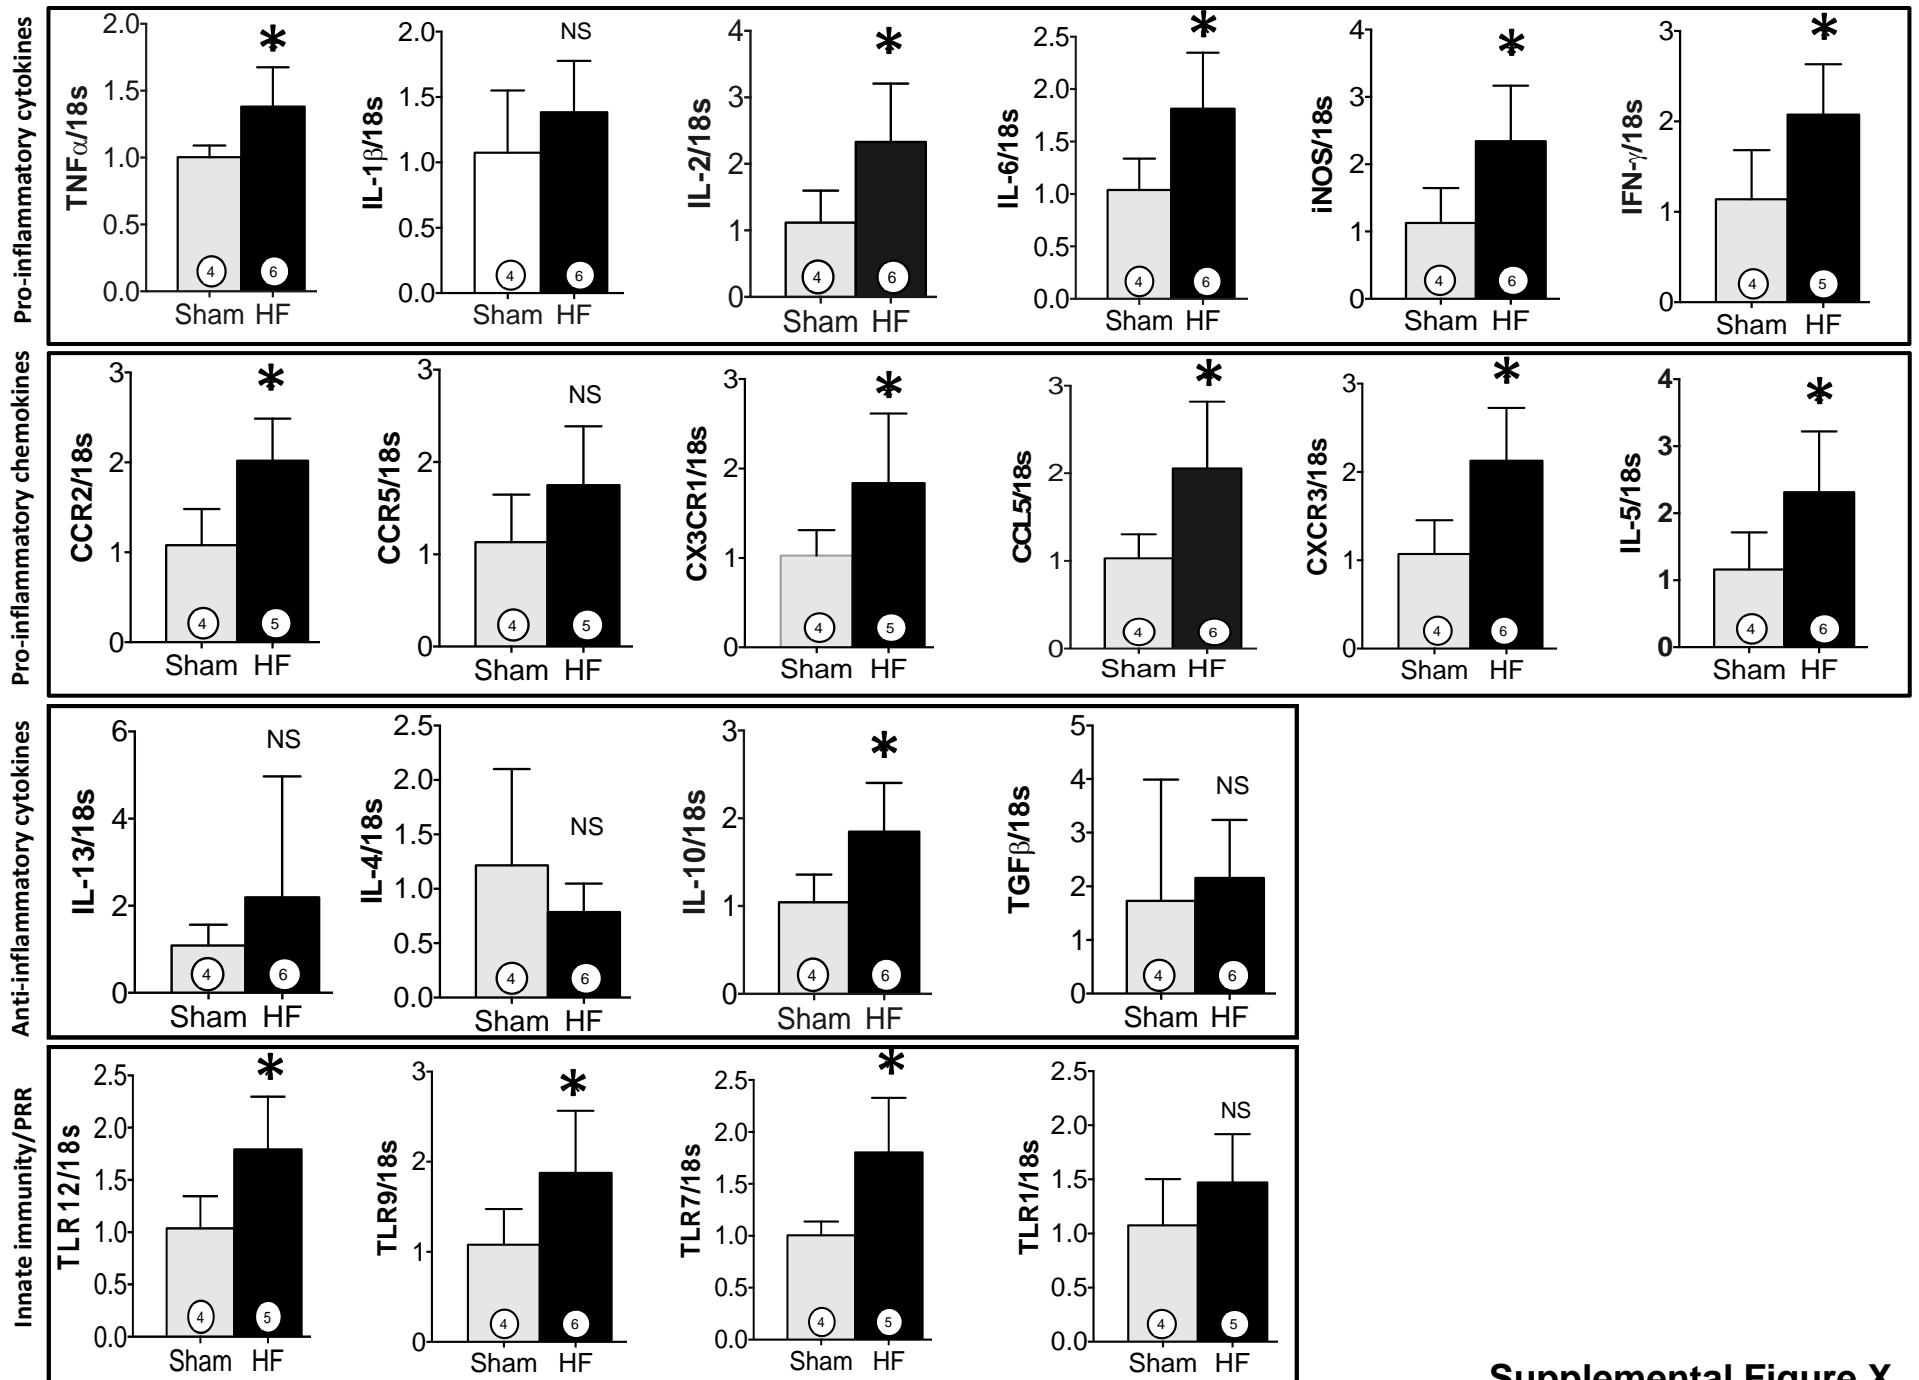 Pro-inflammatory cytokines
TNFα/18s
2.0
1.5
1.0
0.5
0.0
*
4
6
Sham HF
IL-1β/18s
2.0
1.5
1.0
0.5
0.0
NS
4
6
Sham HF
IL-2/18s
4
3
2
1
0
*
4
6
Sham HF
IL-6/18s
2.5
2.0
1.5
1.0
0.5
0.0
*
4
6
Sham HF
iNOS/18s
4
3
2
1
0
*
4
6
Sham HF
IFN-γ/18s
3
2
1
0
*
4
5
Sham HF
Pro-inflammatory chemokines
CCR2/18s
3
2
1
0
*
4
5
Sham HF
CCR5/18s
3
2
1
0
NS
4
5
Sham HF
CX3CR1/18s
3
2
1
0
*
4
5
Sham HF
CCL5/18s
3
2
1
0
*
4
6
Sham HF
CXCR3/18s
3
2
1
0
*
4
6
Sham HF
IL-5/18s
4
3
2
1
0
*
4
6
Sham HF
Anti-inflammatory cytokines
IL-13/18s
6
4
2
0
NS
4
6
Sham HF
IL-4/18s
2.5
2.0
1.5
1.0
0.5
0.0
NS
4
6
Sham HF
IL-10/18s
3
2
1
0
*
4
6
Sham HF
TGFβ/18s
5
4
3
2
1
0
NS
4
6
Sham HF
Innate immunity/PRR
TLR12/18s
2.5
2.0
1.5
1.0
0.5
0.0
*
4
5
Sham HF
TLR9/18s
3
2
1
0
*
4
6
Sham HF
TLR7/18s
2.5
2.0
1.5
1.0
0.5
0.0
*
4
5
Sham HF
TLR1/18s
2.5
2.0
1.5
1.0
0.5
0.0
NS
4
5
Sham HF
Supplemental Figure X